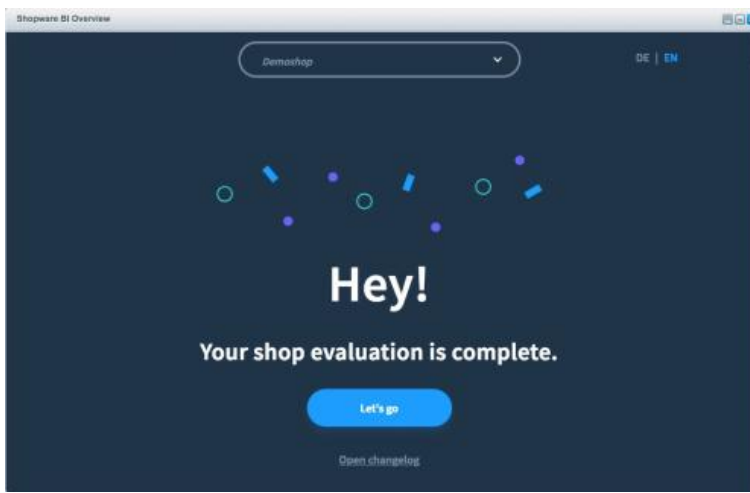 Shopware BI Overview
Demoshop
DE | EN
Hey!
Your shop evaluation is complete.
Let's go
Open changelog